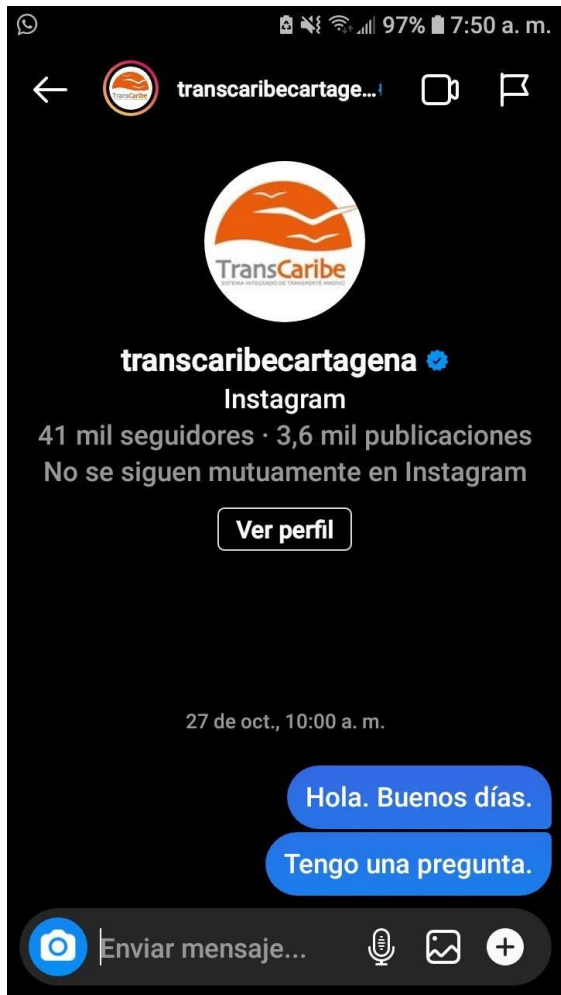 97% 7:50 a. m.
transcaribecartage...
TransCaribe
SISTEMA INTEGRADO DE TRANSPORTE MASIVO
transcaribecartagena
Instagram
41 mil seguidores · 3,6 mil publicaciones
No se siguen mutuamente en Instagram
Ver perfil
27 de oct., 10:00 a. m.
Hola. Buenos días.
Tengo una pregunta.
Enviar mensaje...